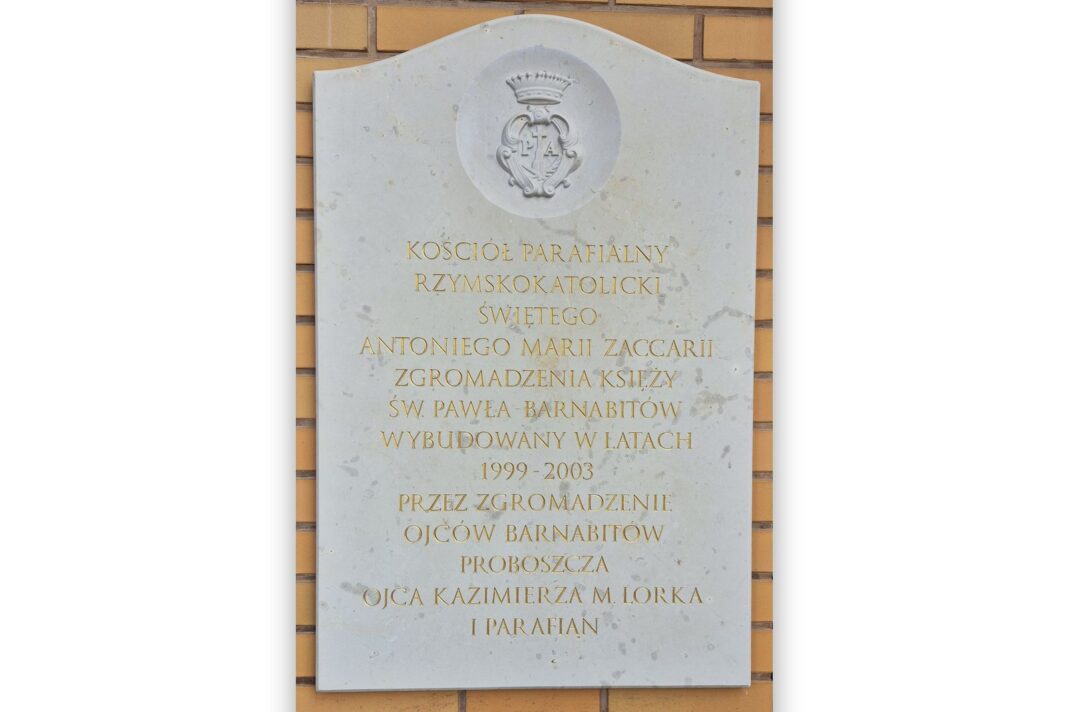 P A
KOŚCIÓŁ PARAFIALNY
RZYMSKOKATOLICKI
ŚWIĘTEGO
ANTONIEGO MARII ZACCARII
ZGROMADZENIA KSIĘŻY
ŚW. PAWŁA - BARNABITÓW
WYBUDOWANY W LATACH
1999 - 2003
PRZEZ ZGROMADZENIE
OJCÓW BARNABITÓW
PROBOSZCZA
OJCA KAZIMIERZA M. LORKA
I PARAFIAN